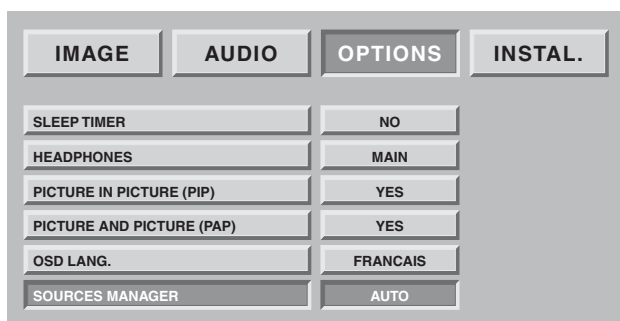 IMAGE AUDIO OPTIONS INSTAL.
SLEEP TIMER NO
HEADPHONES MAIN
PICTURE IN PICTURE (PIP) YES
PICTURE AND PICTURE (PAP) YES
OSD LANG. FRANCAIS
SOURCES MANAGER AUTO